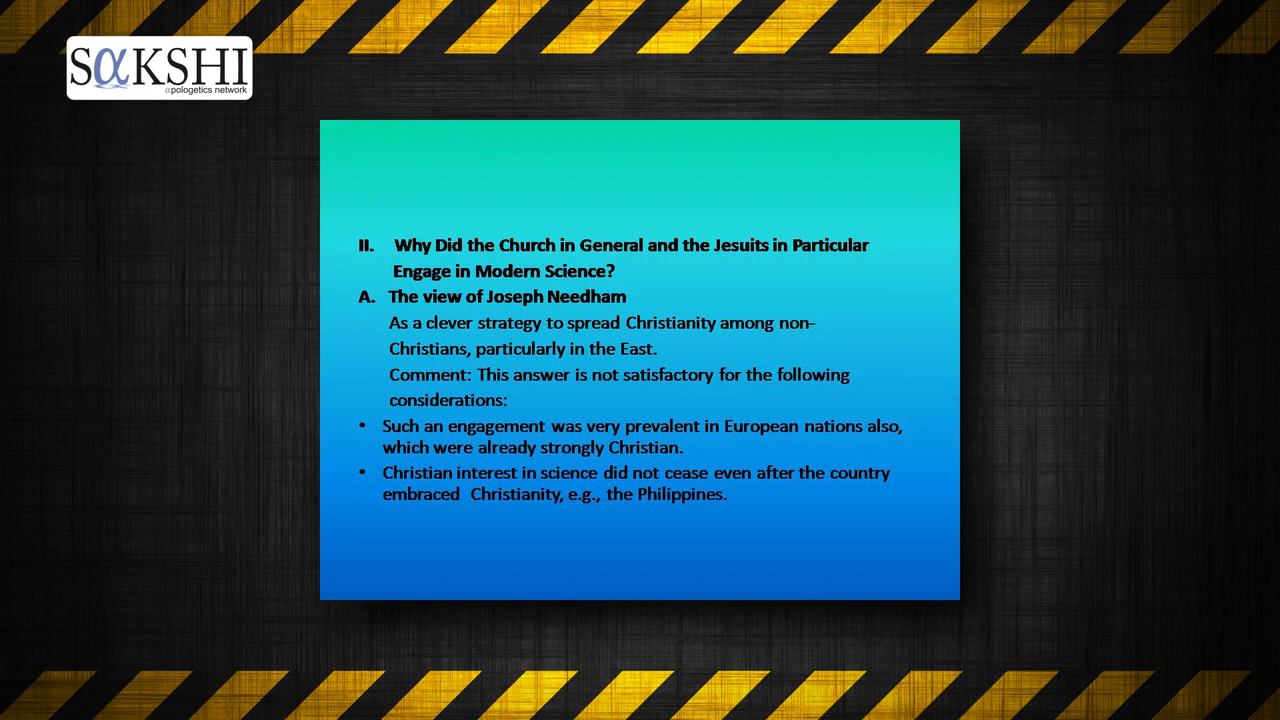 SαKSHI
αpologetics network
II. Why Did the Church in General and the Jesuits in Particular
Engage in Modern Science?
A. The view of Joseph Needham
As a clever strategy to spread Christianity among non-
Christians, particularly in the East.
Comment: This answer is not satisfactory for the following
considerations:
• Such an engagement was very prevalent in European nations also,
which were already strongly Christian.
• Christian interest in science did not cease even after the country
embraced Christianity, e.g., the Philippines.